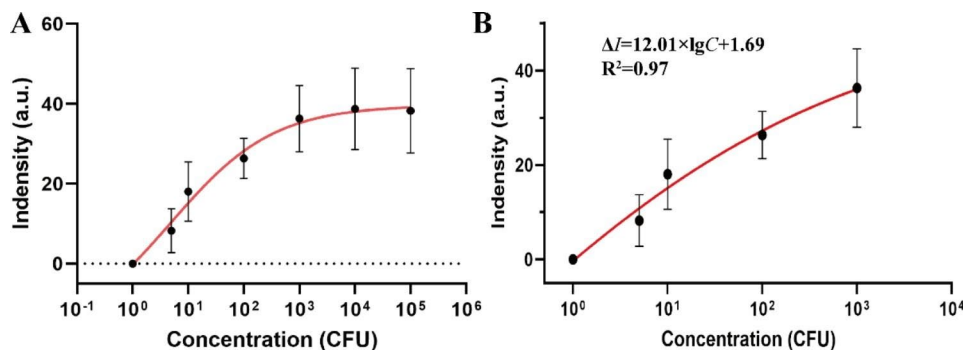 A
B
ΔI=12.01×lgC+1.69
R²=0.97
Indensity (a.u.)
60
40
20
0
10⁻¹ 10⁰ 10¹ 10² 10³ 10⁴ 10⁵ 10⁶
Concentration (CFU)
Indensity (a.u.)
40
20
0
10⁰ 10¹ 10² 10³ 10⁴
Concentration (CFU)